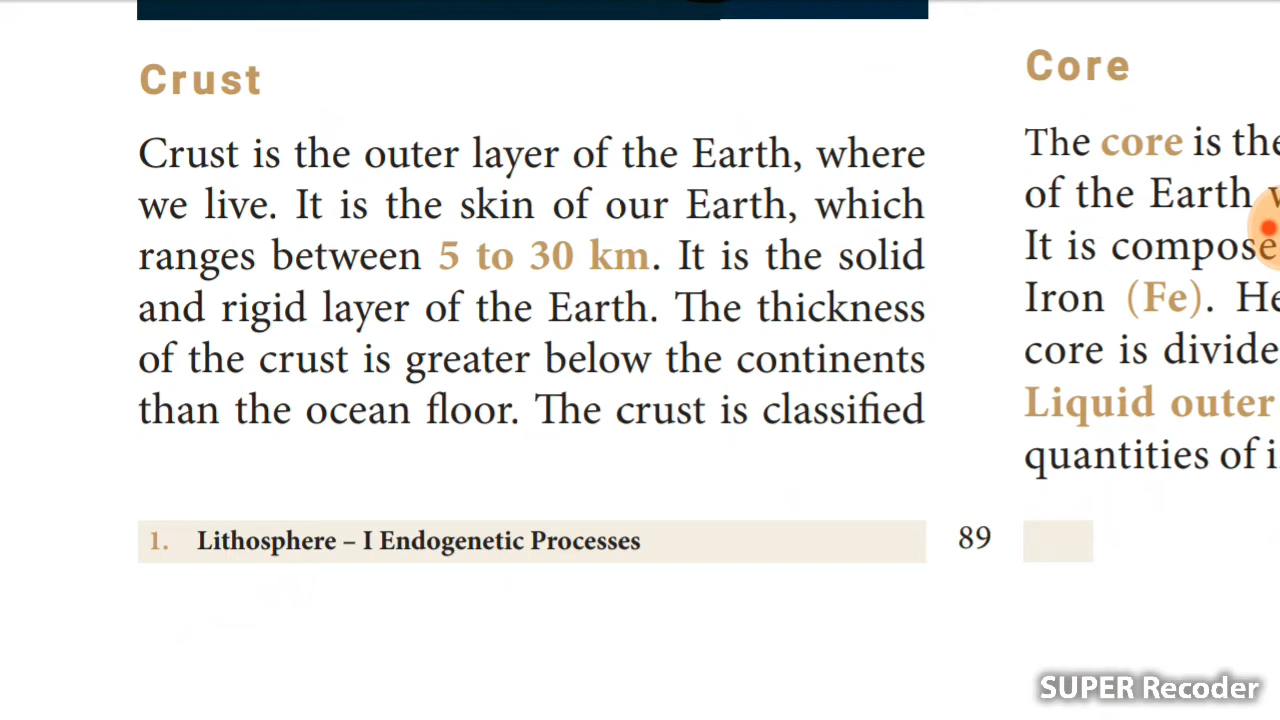 Crust
Crust is the outer layer of the Earth, where
we live. It is the skin of our Earth, which
ranges between 5 to 30 km. It is the solid
and rigid layer of the Earth. The thickness
of the crust is greater below the continents
than the ocean floor. The crust is classified
1. Lithosphere – I Endogenetic Processes
89
Core
The core is the
of the Earth
It is compose
Iron (Fe). He
core is divide
Liquid outer
quantities of i
SUPER Recoder